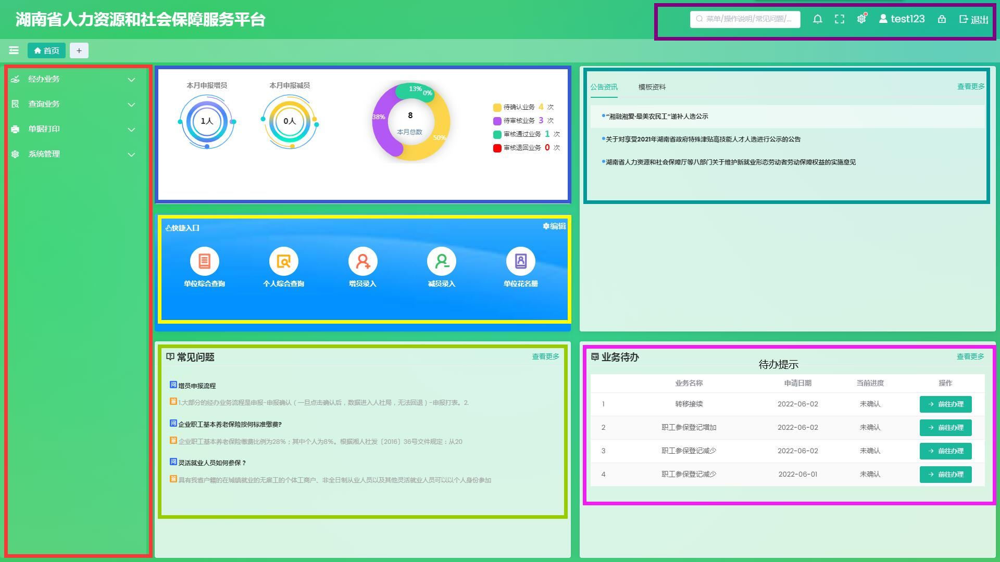 湖南省人力资源和社会保障服务平台
菜单/操作说明/常见问题/...
test123
退出
首页
+
经办业务
查询业务
单据打印
系统管理
本月申报增员
1人
本月申报减员
0人
13%
0%
38%
50%
8
本月总数
待确认业务 4 次
待审核业务 3 次
审核通过业务 1 次
审核退回业务 0 次
公告资讯
模板资料
查看更多
“湘融湘爱·最美农民工”递补人选公示
关于对享受2021年湖南省政府特殊津贴高技能人才人选进行公示的公告
湖南省人力资源和社会保障厅等八部门关于维护新就业形态劳动者劳动保障权益的实施意见
快捷入口
编辑
单位综合查询
个人综合查询
增员录入
减员录入
单位花名册
常见问题
查看更多
问 增员申报流程
答 1.大部分的经办业务流程是申报-申报确认（一旦点击确认后，数据进入人社局，无法回退）-申报打表。2.
问 企业职工基本养老保险按何标准缴费?
答 企业职工基本养老保险缴费比例为28%；其中个人为8%。根据湘人社发〔2016〕36号文件规定：从20
问 灵活就业人员如何参保？
答 具有我省户籍的在城镇就业的无雇工的个体工商户、非全日制从业人员以及其他灵活就业人员可以以个人身份参加
业务待办
待办提示
查看更多
业务名称 申请日期 当前进度 操作
1 转移接续 2022-06-02 未确认 前往办理
2 职工参保登记增加 2022-06-02 未确认 前往办理
3 职工参保登记减少 2022-06-02 未确认 前往办理
4 职工参保登记减少 2022-06-01 未确认 前往办理